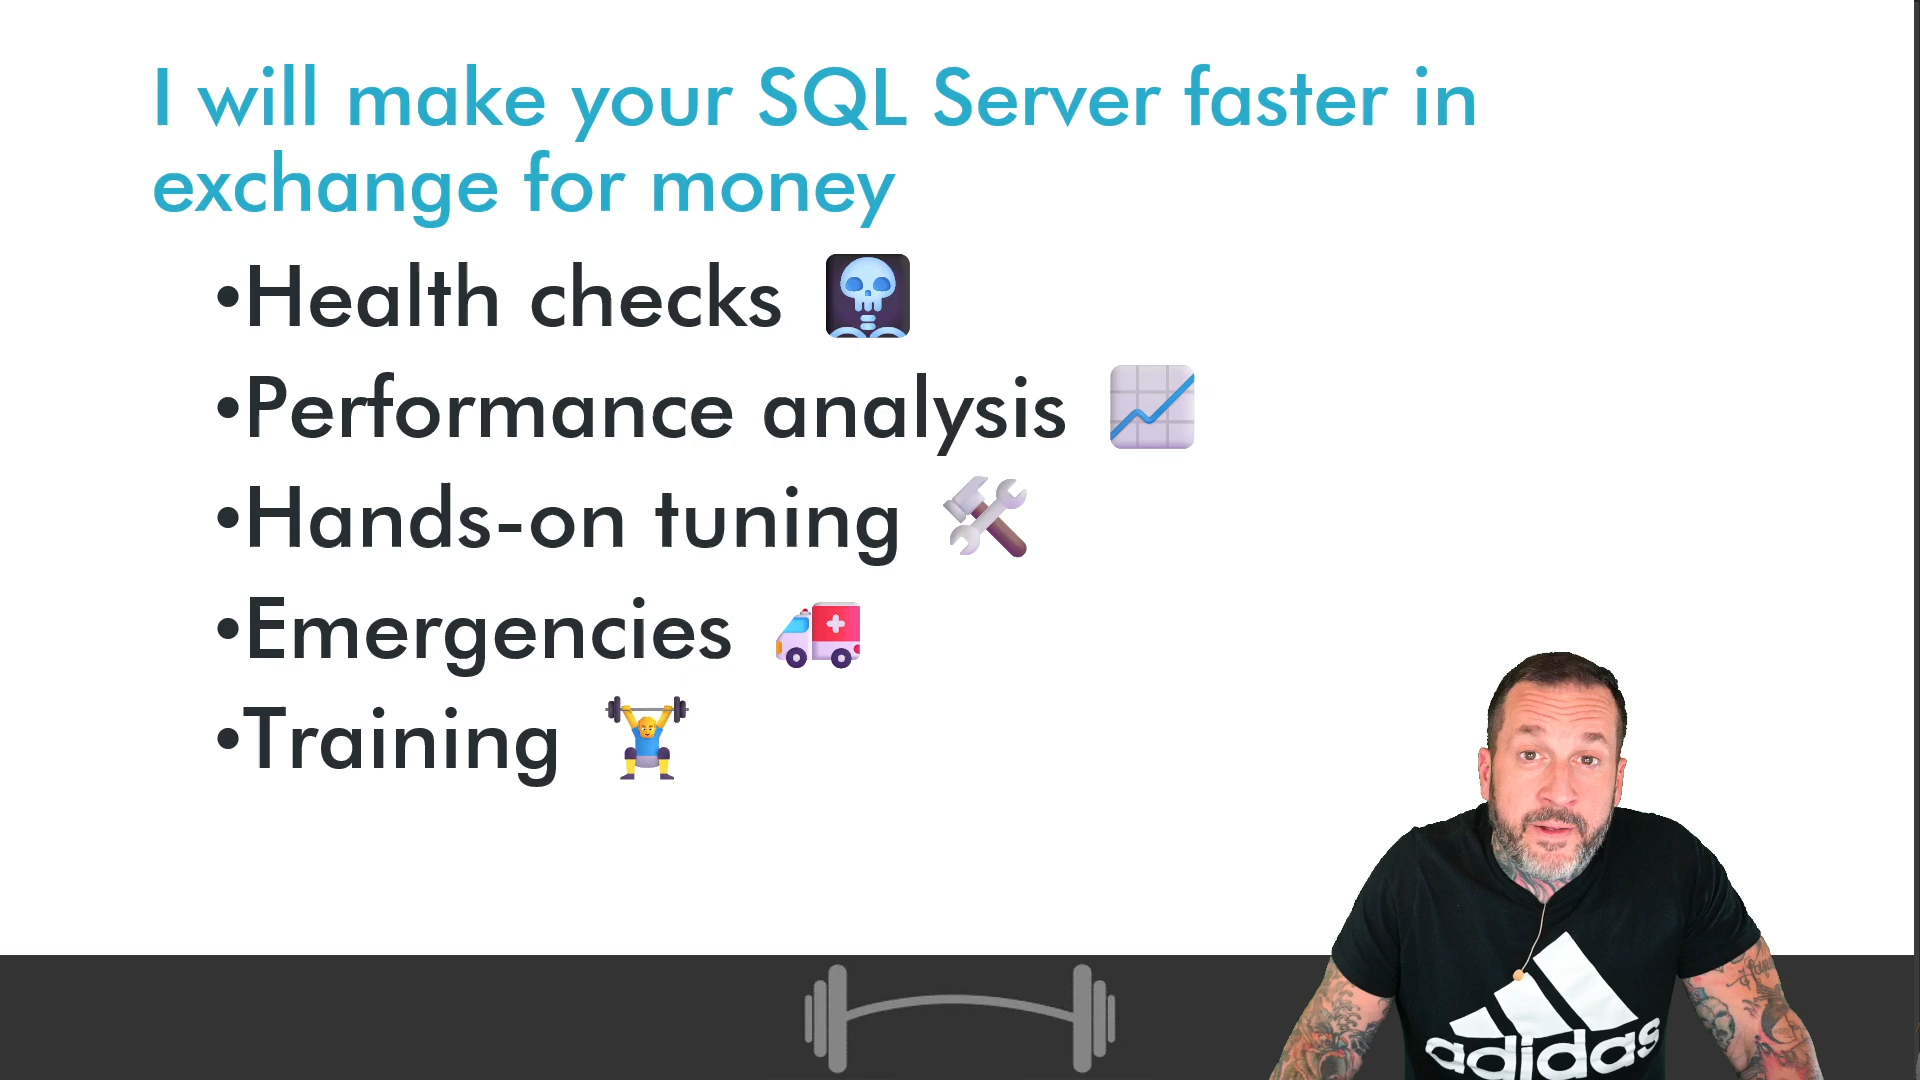 I will make your SQL Server faster in
exchange for money
•Health checks
•Performance analysis
•Hands-on tuning
•Emergencies
•Training
adidas